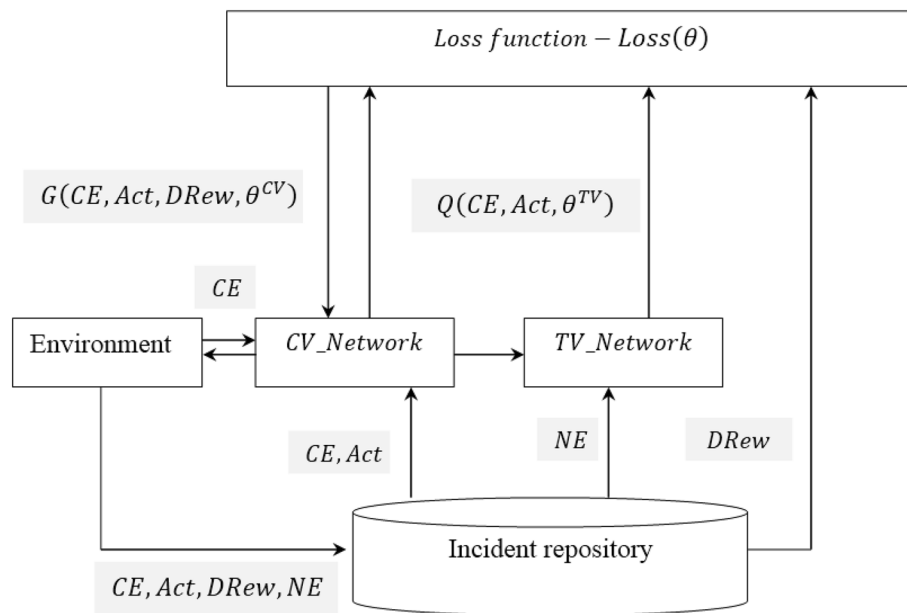 Loss function − Loss(θ)
G(CE, Act, DRew, θ^CV)
Q(CE, Act, θ^TV)
CE
Environment
CV_Network
TV_Network
CE, Act
NE
DRew
Incident repository
CE, Act, DRew, NE